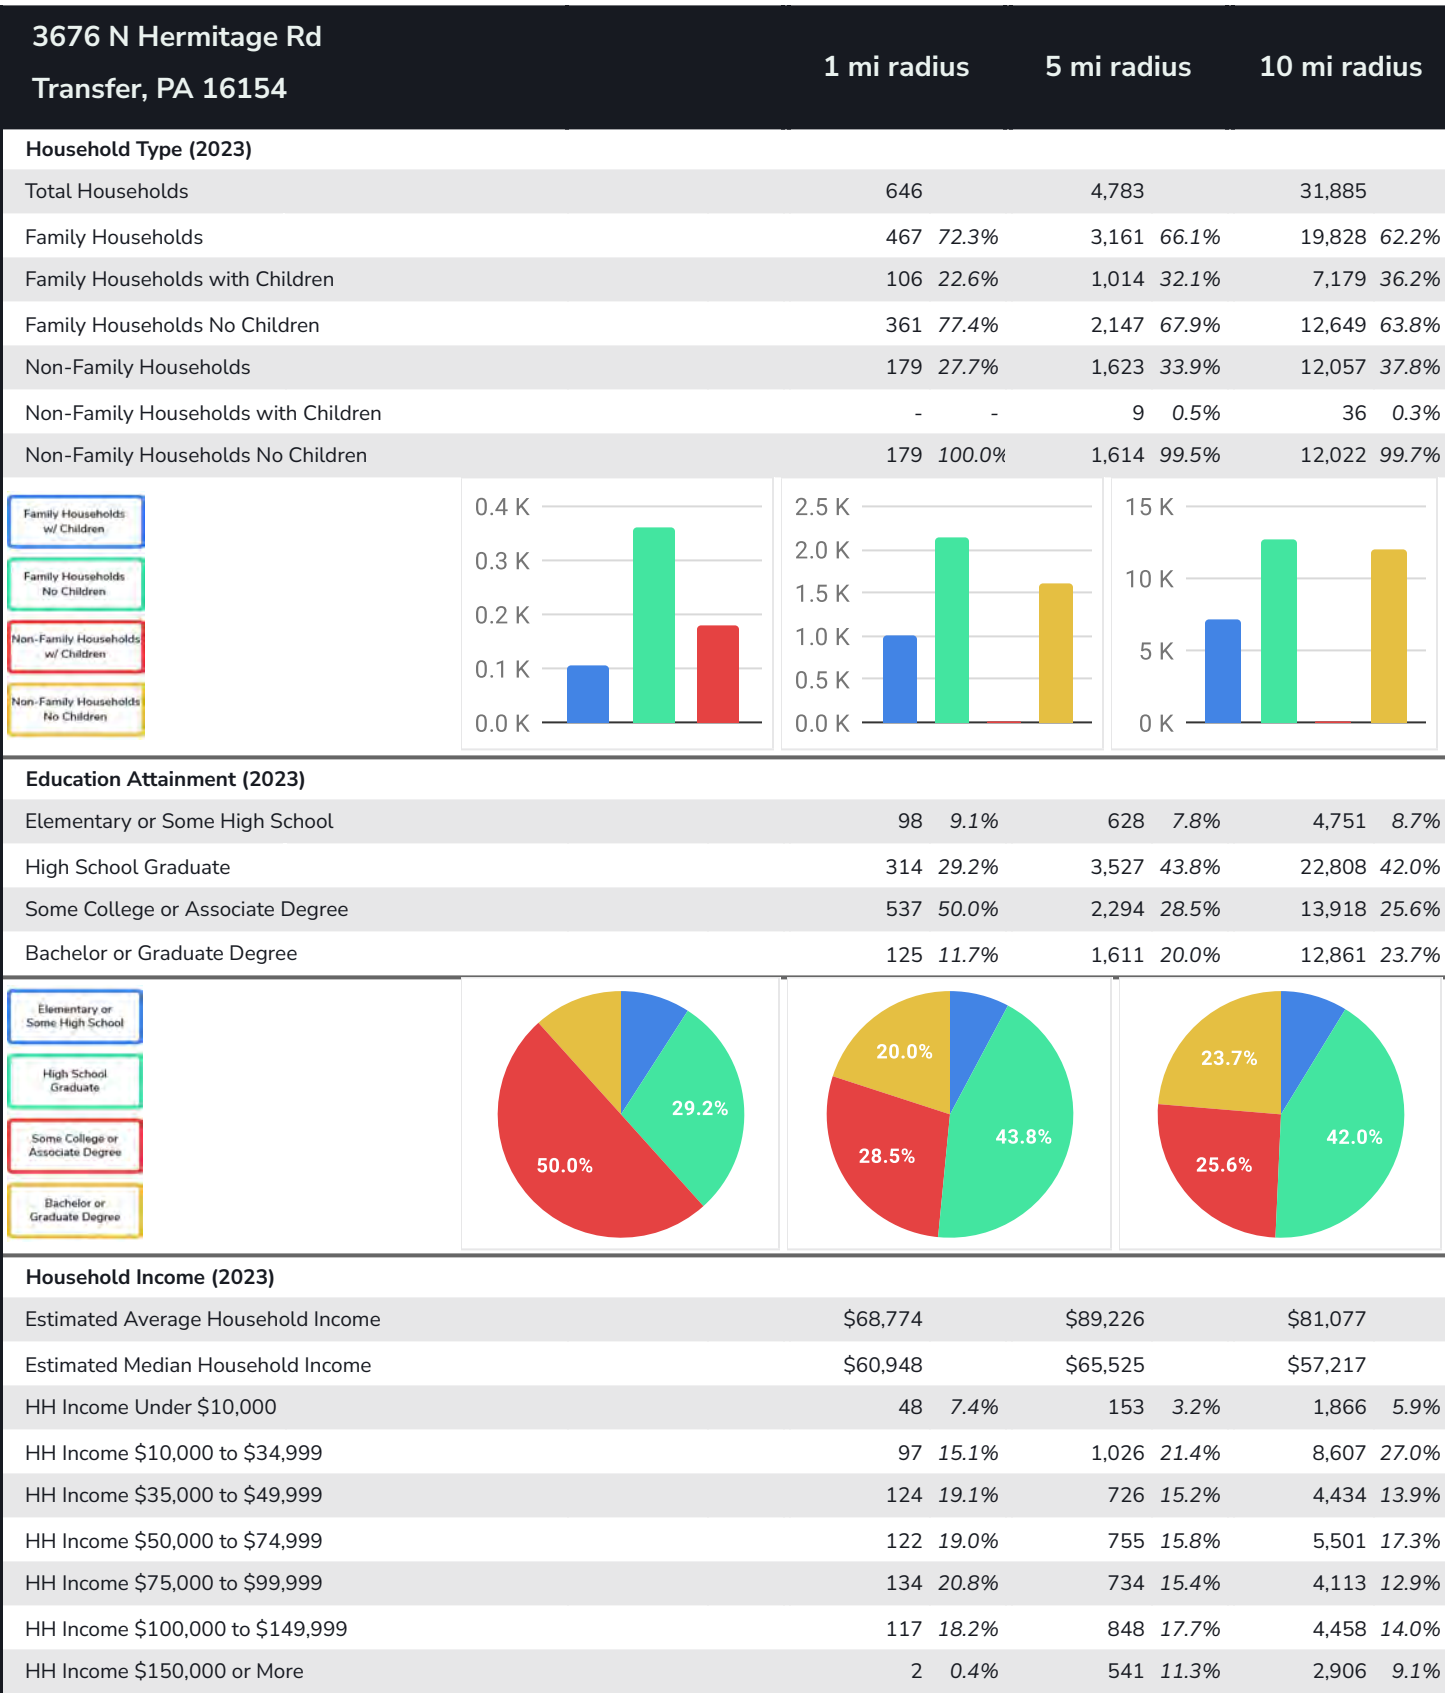 3676 N Hermitage Rd
Transfer, PA 16154
1 mi radius 5 mi radius 10 mi radius
Household Type (2023)
Total Households 646 4,783 31,885
Family Households 467 72.3% 3,161 66.1% 19,828 62.2%
Family Households with Children 106 22.6% 1,014 32.1% 7,179 36.2%
Family Households No Children 361 77.4% 2,147 67.9% 12,649 63.8%
Non-Family Households 179 27.7% 1,623 33.9% 12,057 37.8%
Non-Family Households with Children - - 9 0.5% 36 0.3%
Non-Family Households No Children 179 100.0% 1,614 99.5% 12,022 99.7%
Family Households
w/ Children
Family Households
No Children
Non-Family Households
w/ Children
Non-Family Households
No Children
0.4 K
0.3 K
0.2 K
0.1 K
0.0 K
2.5 K
2.0 K
1.5 K
1.0 K
0.5 K
0.0 K
15 K
10 K
5 K
0 K
Education Attainment (2023)
Elementary or Some High School 98 9.1% 628 7.8% 4,751 8.7%
High School Graduate 314 29.2% 3,527 43.8% 22,808 42.0%
Some College or Associate Degree 537 50.0% 2,294 28.5% 13,918 25.6%
Bachelor or Graduate Degree 125 11.7% 1,611 20.0% 12,861 23.7%
Elementary or
Some High School
High School
Graduate
Some College or
Associate Degree
Bachelor or
Graduate Degree
29.2%
50.0%
20.0%
43.8%
28.5%
23.7%
42.0%
25.6%
Household Income (2023)
Estimated Average Household Income $68,774 $89,226 $81,077
Estimated Median Household Income $60,948 $65,525 $57,217
HH Income Under $10,000 48 7.4% 153 3.2% 1,866 5.9%
HH Income $10,000 to $34,999 97 15.1% 1,026 21.4% 8,607 27.0%
HH Income $35,000 to $49,999 124 19.1% 726 15.2% 4,434 13.9%
HH Income $50,000 to $74,999 122 19.0% 755 15.8% 5,501 17.3%
HH Income $75,000 to $99,999 134 20.8% 734 15.4% 4,113 12.9%
HH Income $100,000 to $149,999 117 18.2% 848 17.7% 4,458 14.0%
HH Income $150,000 or More 2 0.4% 541 11.3% 2,906 9.1%